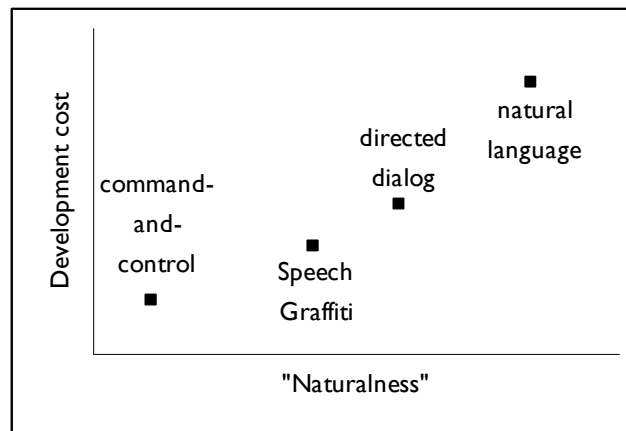 Development cost
natural
language
directed
dialog
command-
and-
control
Speech
Graffiti
"Naturalness"